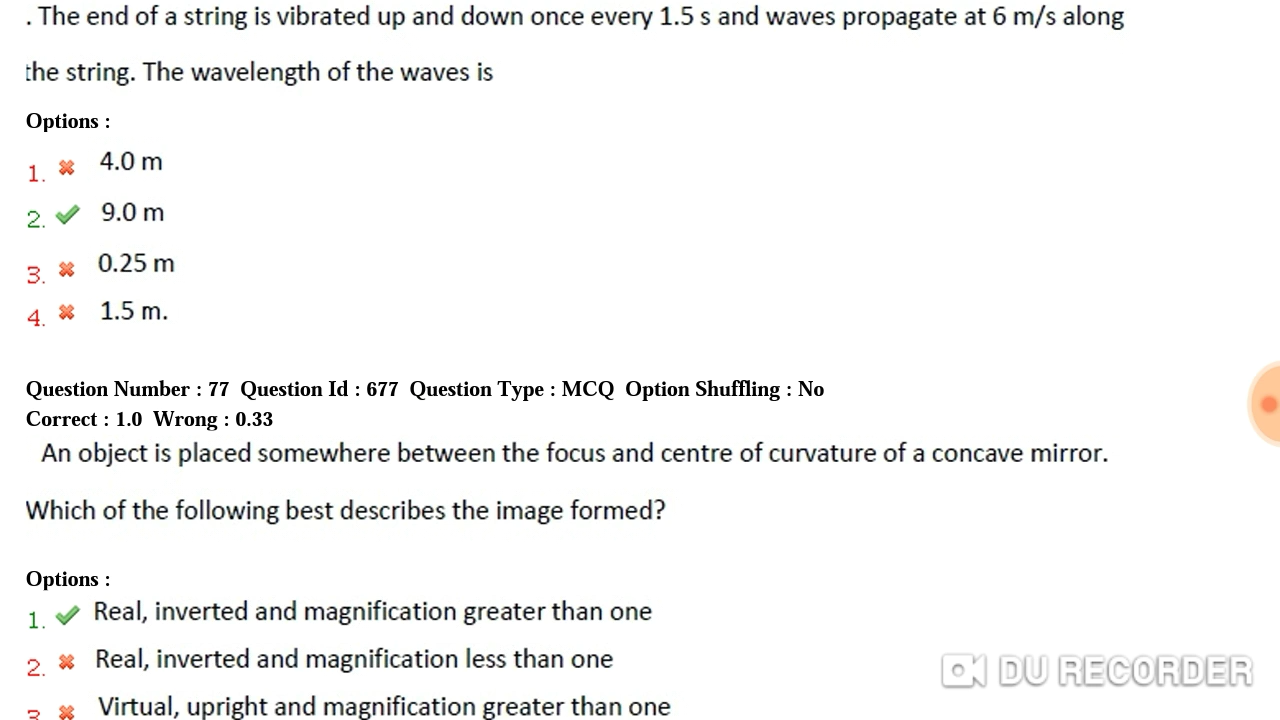 . The end of a string is vibrated up and down once every 1.5 s and waves propagate at 6 m/s along
the string. The wavelength of the waves is
Options :
1. 4.0 m
2. 9.0 m
3. 0.25 m
4. 1.5 m.
Question Number : 77 Question Id : 677 Question Type : MCQ Option Shuffling : No
Correct : 1.0 Wrong : 0.33
An object is placed somewhere between the focus and centre of curvature of a concave mirror.
Which of the following best describes the image formed?
Options :
1. Real, inverted and magnification greater than one
2. Real, inverted and magnification less than one
3. Virtual, upright and magnification greater than one
DU RECORDER